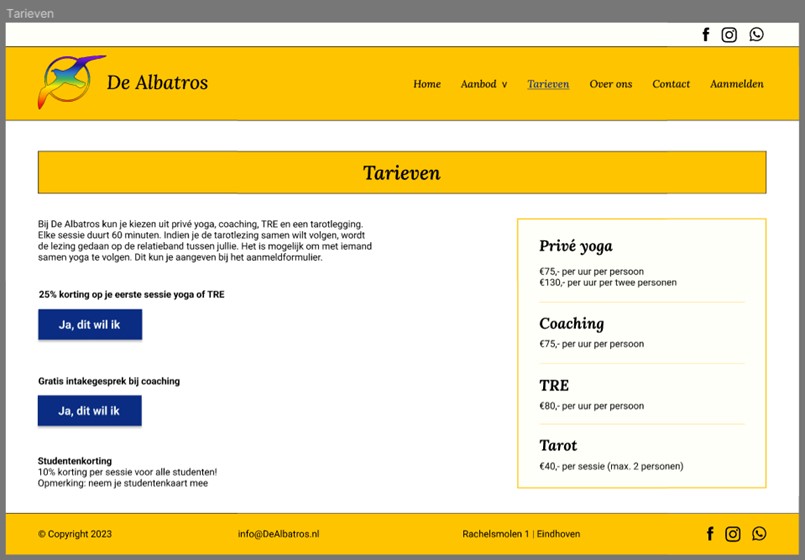 Tarieven
De Albatros
Home Aanbod v Tarieven Over ons Contact Aanmelden
Tarieven
Bij De Albatros kun je kiezen uit privé yoga, coaching, TRE en een tarotlegging.
Elke sessie duurt 60 minuten. Indien je de tarotlezing samen wilt volgen, wordt
de lezing gedaan op de relatieband tussen jullie. Het is mogelijk om met iemand
samen yoga te volgen. Dit kun je aangeven bij het aanmeldformulier.
25% korting op je eerste sessie yoga of TRE
Ja, dit wil ik
Gratis intakegesprek bij coaching
Ja, dit wil ik
Studentenkorting
10% korting per sessie voor alle studenten!
Opmerking: neem je studentenkaart mee
Privé yoga
€75,- per uur per persoon
€130,- per uur per twee personen
Coaching
€75,- per uur per persoon
TRE
€80,- per uur per persoon
Tarot
€40,- per sessie (max. 2 personen)
© Copyright 2023
info@DeAlbatros.nl
Rachelsmolen 1 | Eindhoven